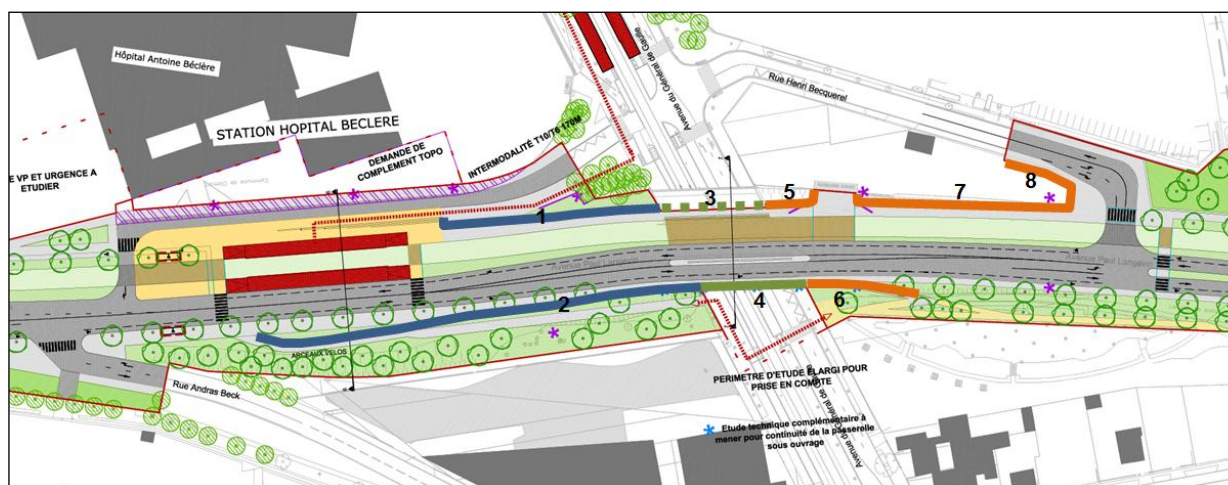 Hôpital Antoine Béclère
STATION HOPITAL BECLERE
E VP ET URGENCE A
ETUDIER
DEMANDE DE
COMPLEMENT TOPO
INTERMODALITÉ T10/T6 170M
Avenue du Général de Gaulle
Rue Henri Becquerel
1
3
5
7
8
Avenue Paul Langevin
Avenue Paul Langevin
2
4
6
ARCEAUX VELOS
Rue Andras Beck
PERIMETRE D'ETUDE ELARGI POUR
PRISE EN COMPTE
* Etude technique complémentaire à
mener pour continuité de la passerelle
sous ouvrage